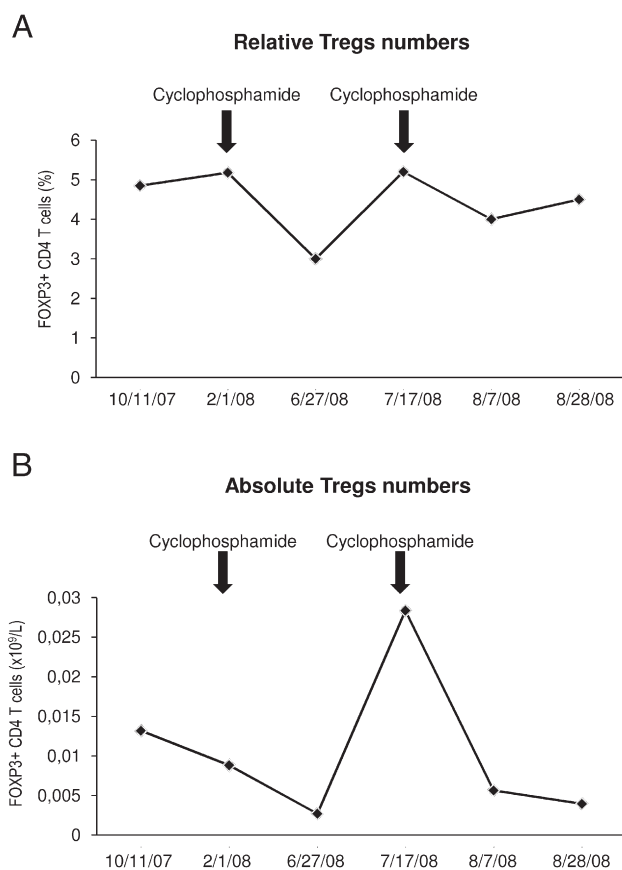 A
Relative Tregs numbers
Cyclophosphamide Cyclophosphamide
FOXP3+ CD4 T cells (%)
6
5
4
3
2
1
0
10/11/07 2/1/08 6/27/08 7/17/08 8/7/08 8/28/08
B
Absolute Tregs numbers
Cyclophosphamide Cyclophosphamide
FOXP3+ CD4 T cells (x10⁹/L)
0,03
0,025
0,02
0,015
0,01
0,005
0
10/11/07 2/1/08 6/27/08 7/17/08 8/7/08 8/28/08